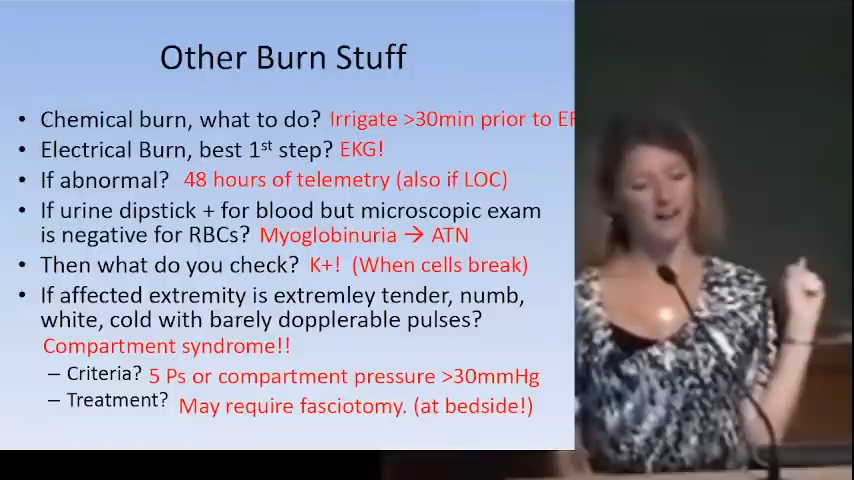 Other Burn Stuff
• Chemical burn, what to do? Irrigate >30min prior to
• Electrical Burn, best 1st step? EKG!
• If abnormal? 48 hours of telemetry (also if LOC)
• If urine dipstick + for blood but microscopic exam
is negative for RBCs? Myoglobinuria → ATN
• Then what do you check? K+! (When cells break)
• If affected extremity is extremley tender, numb,
white, cold with barely dopplerable pulses?
Compartment syndrome!!
– Criteria? 5 Ps or compartment pressure >30mmHg
– Treatment? May require fasciotomy. (at bedside!)